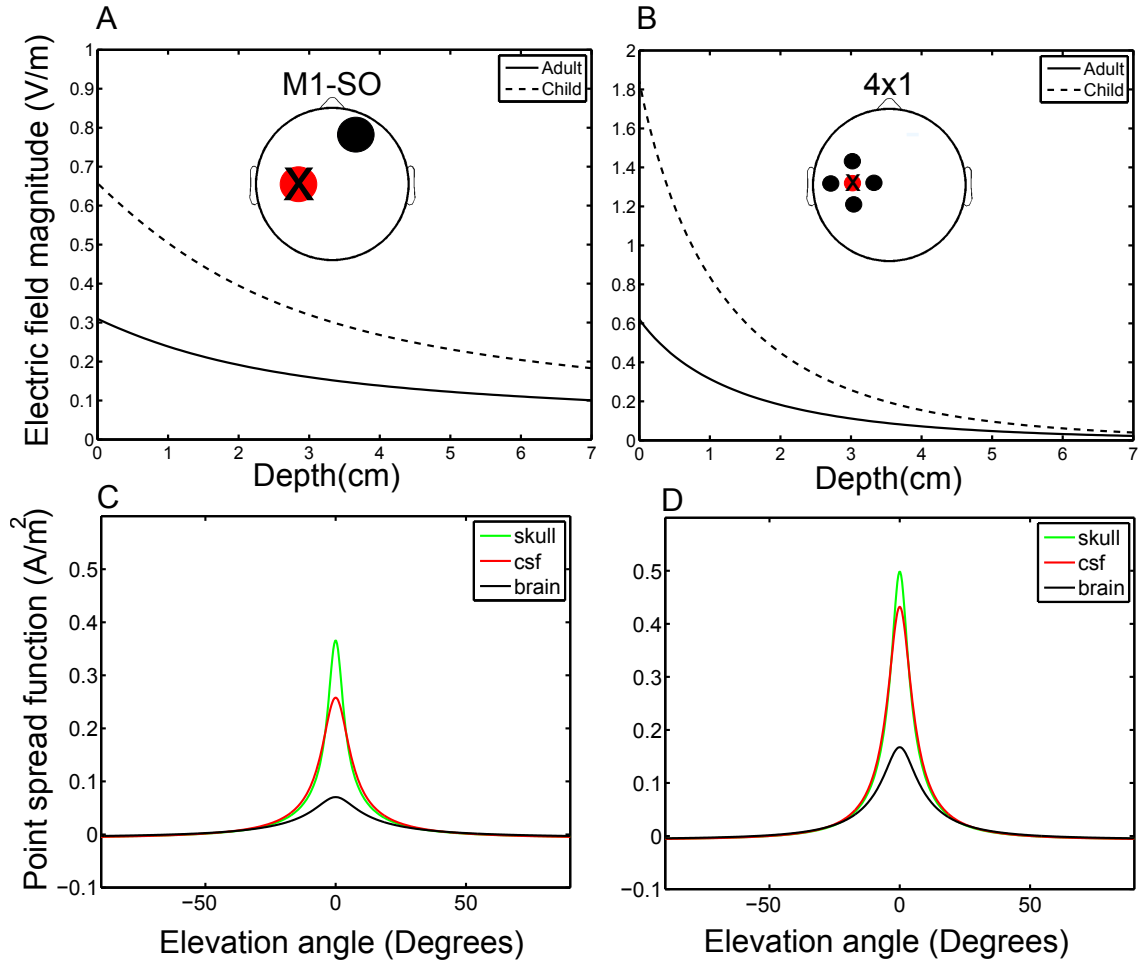 A
Electric field magnitude (V/m)
1
0.9
0.8
0.7
0.6
0.5
0.4
0.3
0.2
0.1
0
M1-SO
X
Adult
Child
0 1 2 3 4 5 6 7
Depth(cm)
B
2
1.8
1.6
1.4
1.2
1
0.8
0.6
0.4
0.2
0
4x1
X
Adult
Child
0 1 2 3 4 5 6 7
Depth(cm)
C
Point spread function (A/m²)
0.5
0.4
0.3
0.2
0.1
0
−0.1
skull
csf
brain
−50 0 50
Elevation angle (Degrees)
D
0.5
0.4
0.3
0.2
0.1
0
−0.1
skull
csf
brain
−50 0 50
Elevation angle (Degrees)